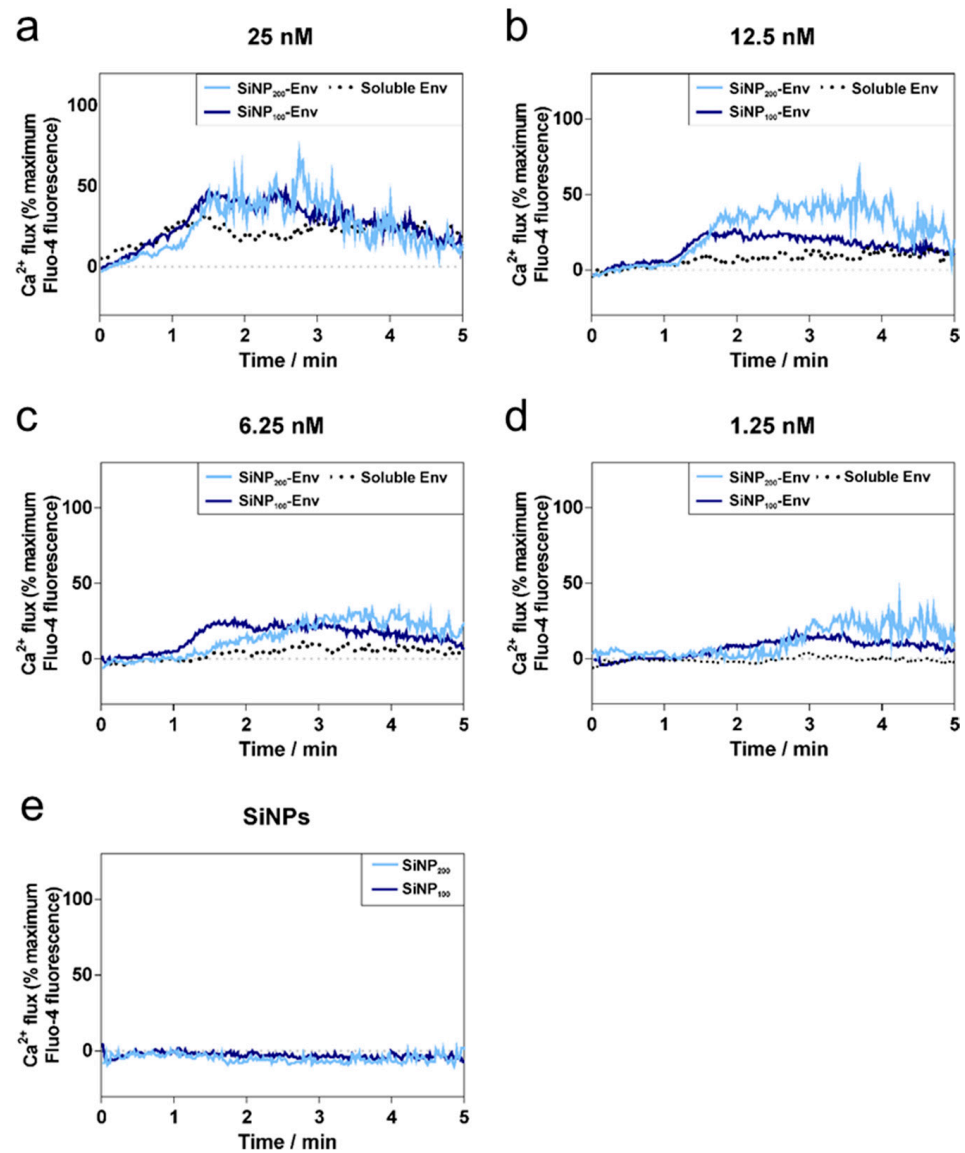 a
25 nM
SiNP₂₀₀-Env
Soluble Env
SiNP₁₀₀-Env
Ca²⁺ flux (% maximum
Fluo-4 fluorescence)
100
50
0
0 1 2 3 4 5
Time / min
b
12.5 nM
SiNP₂₀₀-Env
Soluble Env
SiNP₁₀₀-Env
Ca²⁺ flux (% maximum
Fluo-4 fluorescence)
100
50
0
0 1 2 3 4 5
Time / min
c
6.25 nM
SiNP₂₀₀-Env
Soluble Env
SiNP₁₀₀-Env
Ca²⁺ flux (% maximum
Fluo-4 fluorescence)
100
50
0
0 1 2 3 4 5
Time / min
d
1.25 nM
SiNP₂₀₀-Env
Soluble Env
SiNP₁₀₀-Env
Ca²⁺ flux (% maximum
Fluo-4 fluorescence)
100
50
0
0 1 2 3 4 5
Time / min
e
SiNPs
SiNP₂₀₀
SiNP₁₀₀
Ca²⁺ flux (% maximum
Fluo-4 fluorescence)
100
50
0
0 1 2 3 4 5
Time / min